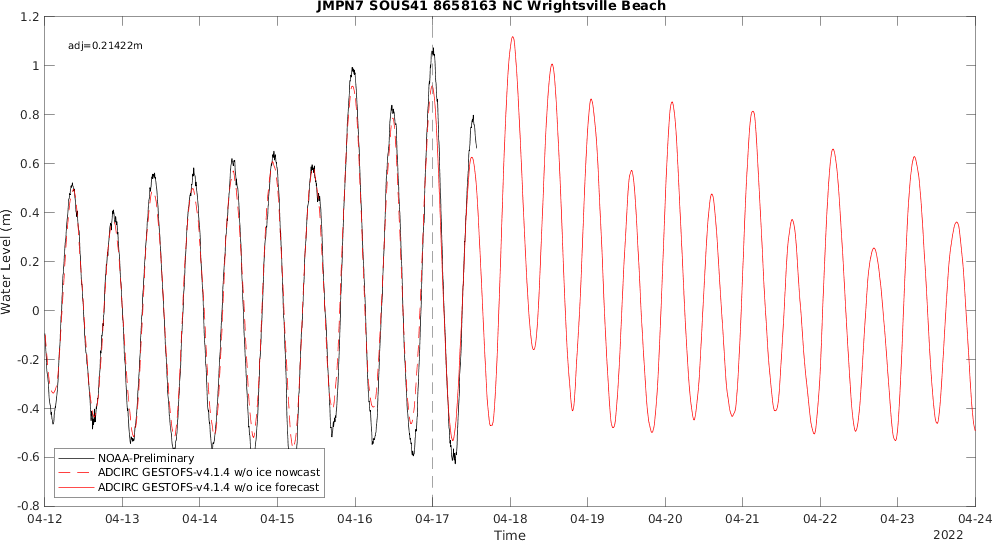 JMPN7 SOUS41 8658163 NC Wrightsville Beach
adj=0.21422m
1.2
1
0.8
0.6
0.4
0.2
0
-0.2
-0.4
-0.6
-0.8
Water Level (m)
NOAA-Preliminary
ADCIRC GESTOFS-v4.1.4 w/o ice nowcast
ADCIRC GESTOFS-v4.1.4 w/o ice forecast
04-12 04-13 04-14 04-15 04-16 04-17 04-18 04-19 04-20 04-21 04-22 04-23 04-24
Time
2022